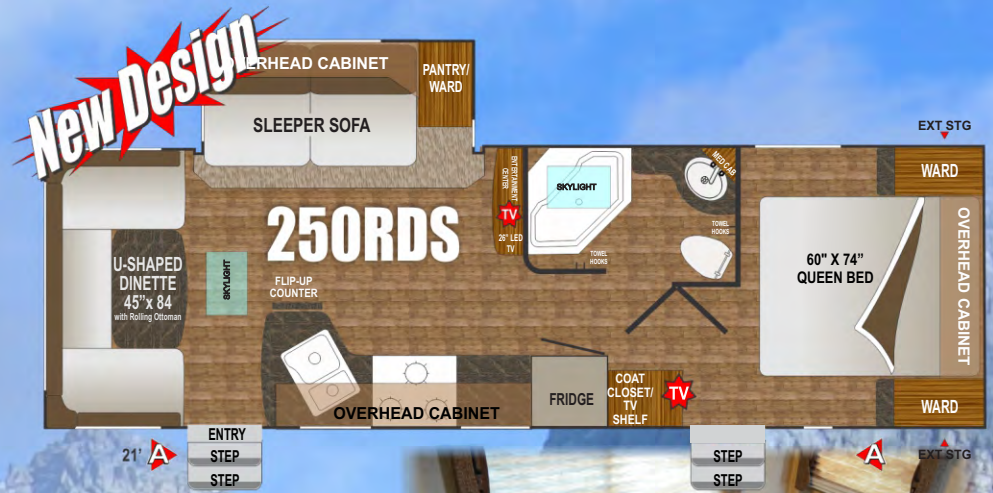 New Design
OVERHEAD CABINET
PANTRY/
WARD
SLEEPER SOFA
EXT STG
ENTERTAINMENT
CENTER
TV
26" LED
TV
SKYLIGHT
MED CAB
TOWEL
HOOKS
TOWEL
HOOKS
WARD
250RDS
U-SHAPED
DINETTE
45”x 84
with Rolling Ottoman
SKYLIGHT
FLIP-UP
COUNTER
60" X 74”
QUEEN BED
OVERHEAD CABINET
OVERHEAD CABINET
FRIDGE
COAT
CLOSET/
TV
SHELF
TV
WARD
21'
A
ENTRY
STEP
STEP
STEP
STEP
A
EXT STG